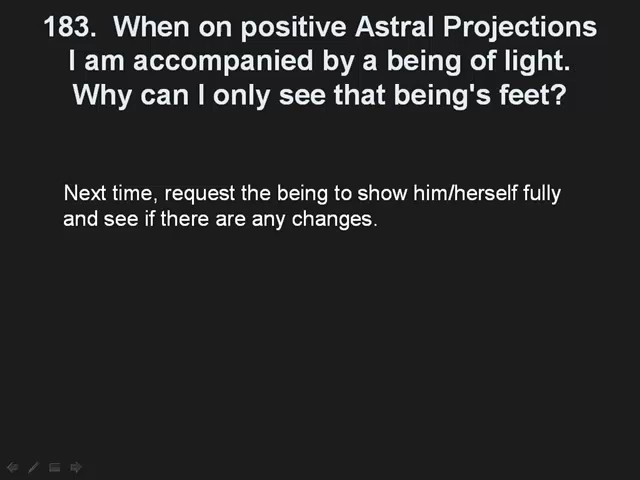 183.  When on positive Astral Projections
I am accompanied by a being of light.
Why can I only see that being's feet?
Next time, request the being to show him/herself fully
and see if there are any changes.